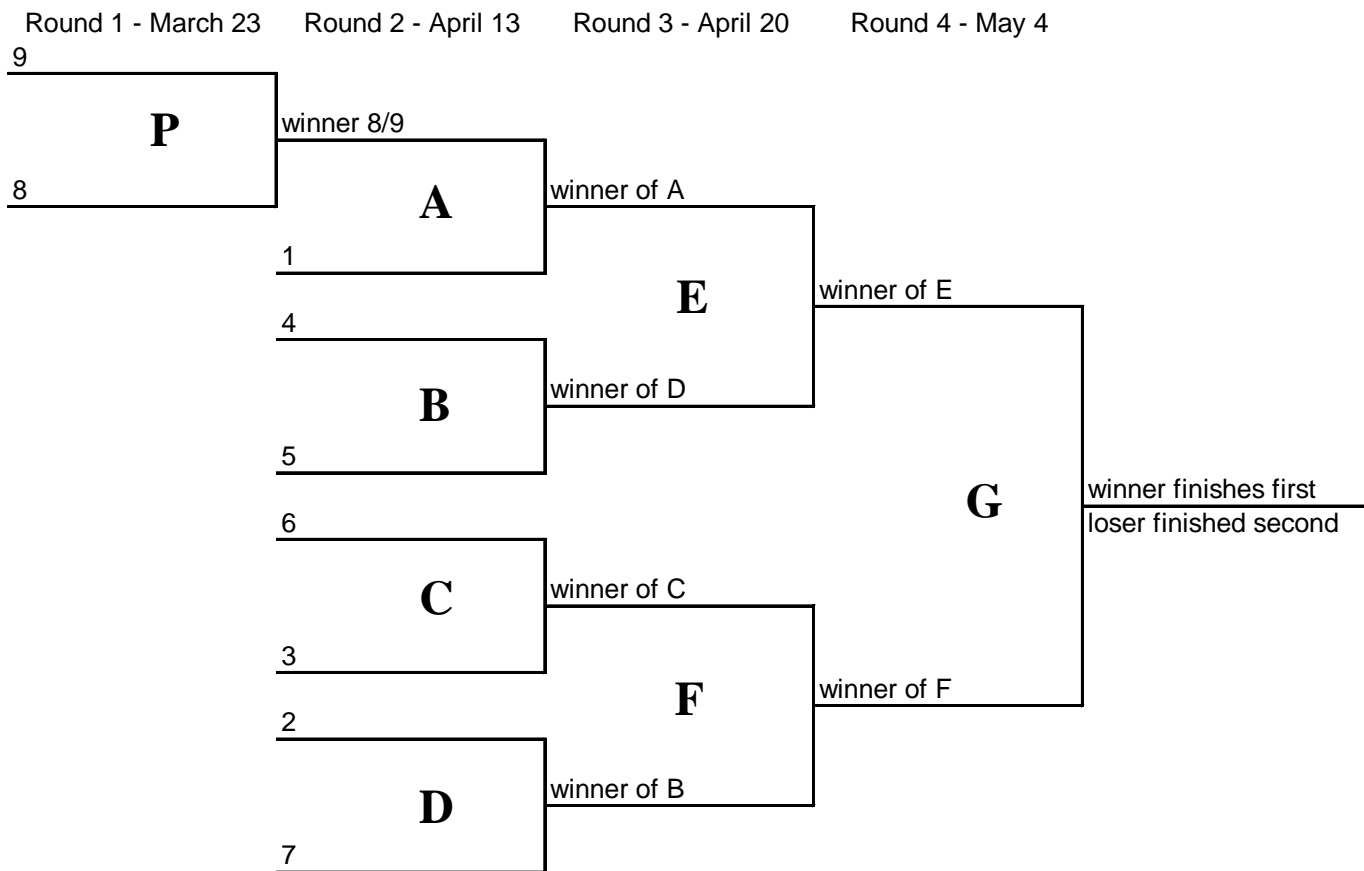 Round 1 - March 23 Round 2 - April 13 Round 3 - April 20 Round 4 - May 4
9
winner 8/9
P
8
winner of A
A
1
E
winner of E
4
B
winner of D
5
G
winner finishes first
loser finished second
6
C
winner of C
3
F
winner of F
2
D
winner of B
7